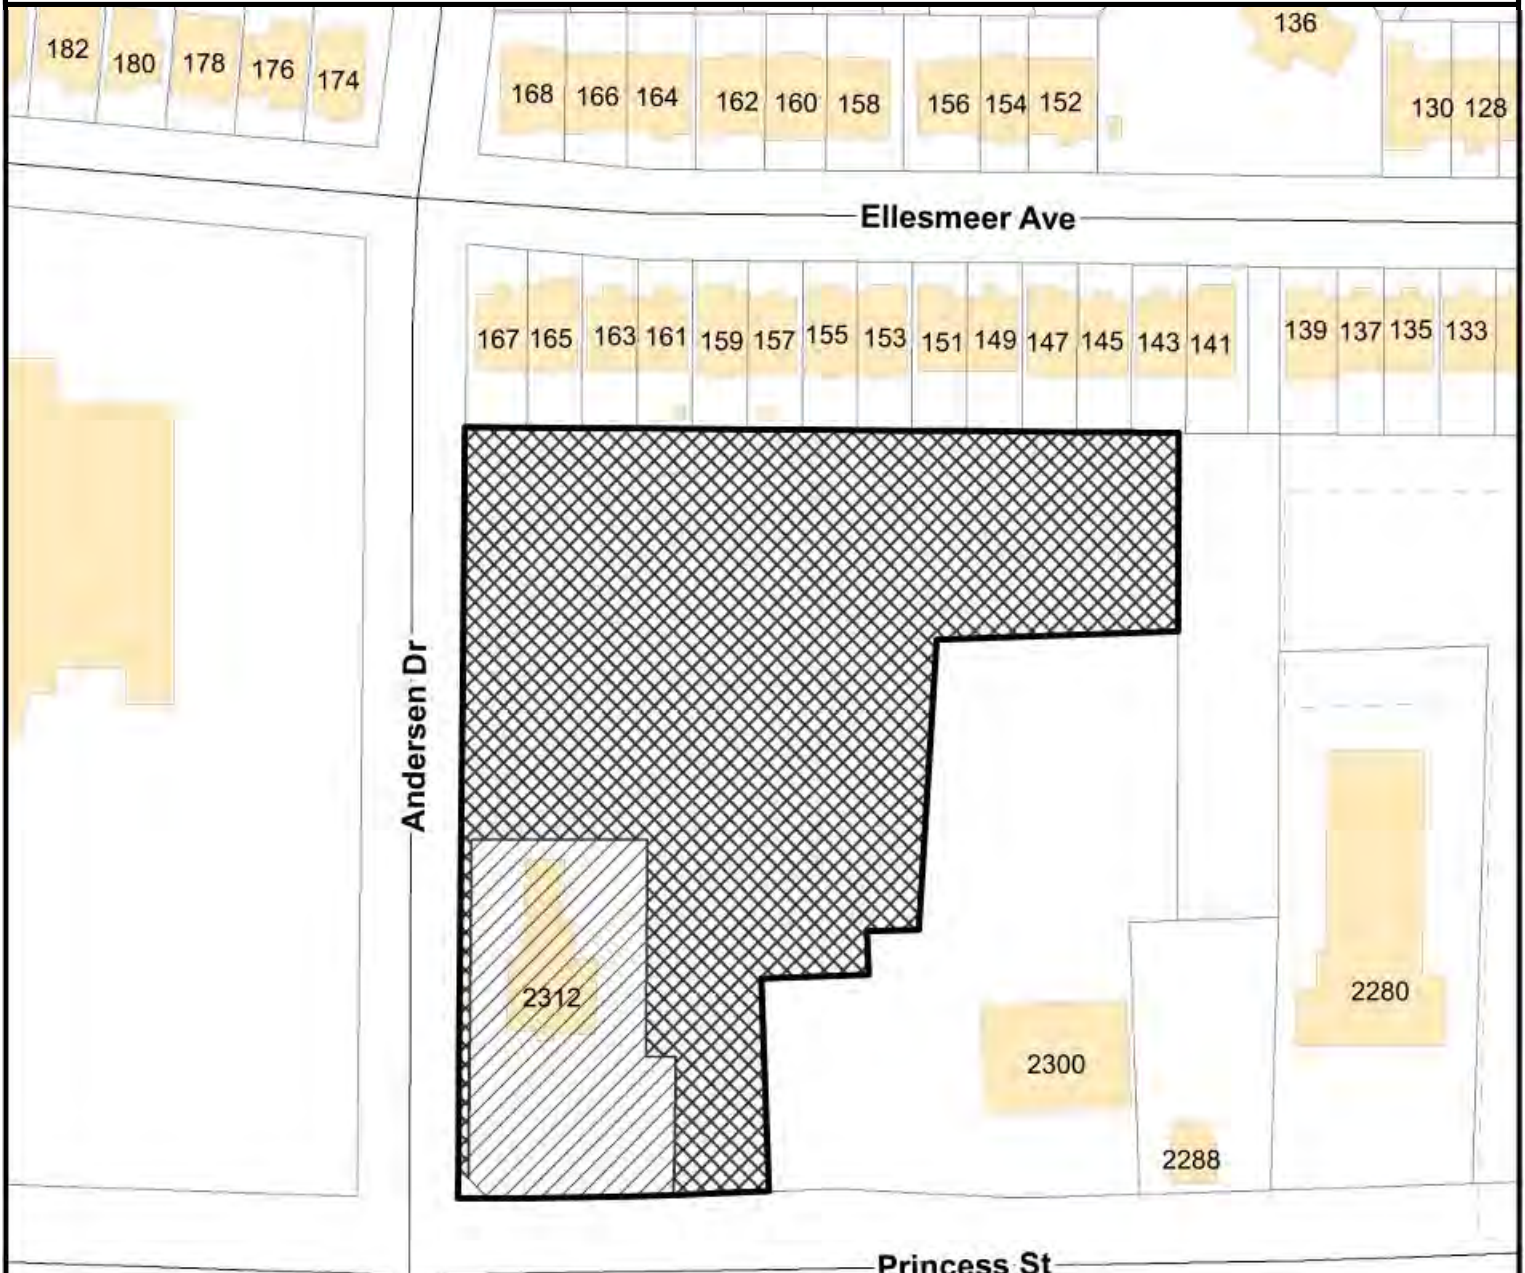 136
182 180 178 176 174
168 166 164 162 160 158 156 154 152 130 128
Ellesmeer Ave
167 165 163 161 159 157 155 153 151 149 147 145 143 141 139 137 135 133
Andersen Dr
2312
2280
2300
2288
Princess St